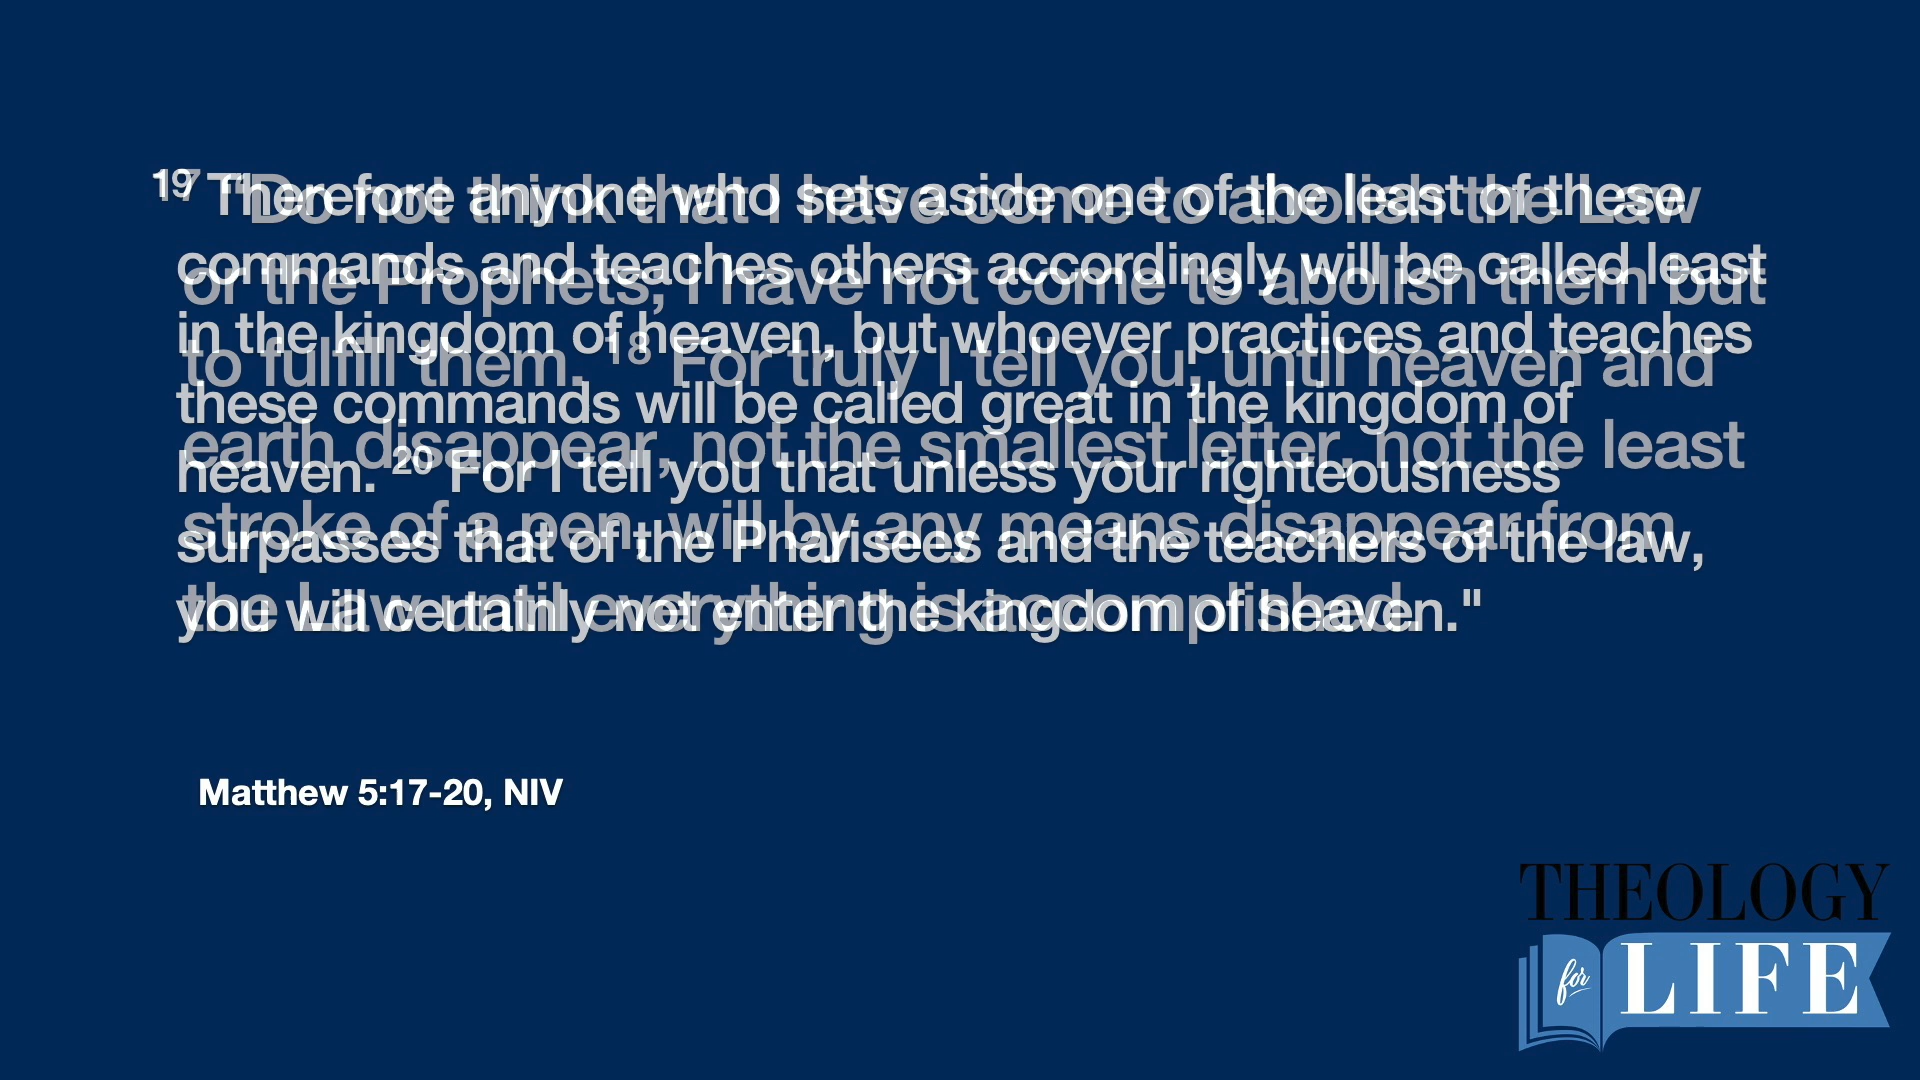 17 "Do not think that I have come to abolish the Law
or the Prophets; I have not come to abolish them but
to fulfill them. 18 For truly I tell you, until heaven and
earth disappear, not the smallest letter, not the least
stroke of a pen, will by any means disappear from
the Law until everything is accomplished.
19 Therefore anyone who sets aside one of the least of these
commands and teaches others accordingly will be called least
in the kingdom of heaven, but whoever practices and teaches
these commands will be called great in the kingdom of
heaven. 20 For I tell you that unless your righteousness
surpasses that of the Pharisees and the teachers of the law,
you will certainly not enter the kingdom of heaven."
Matthew 5:17-20, NIV
THEOLOGY
for LIFE